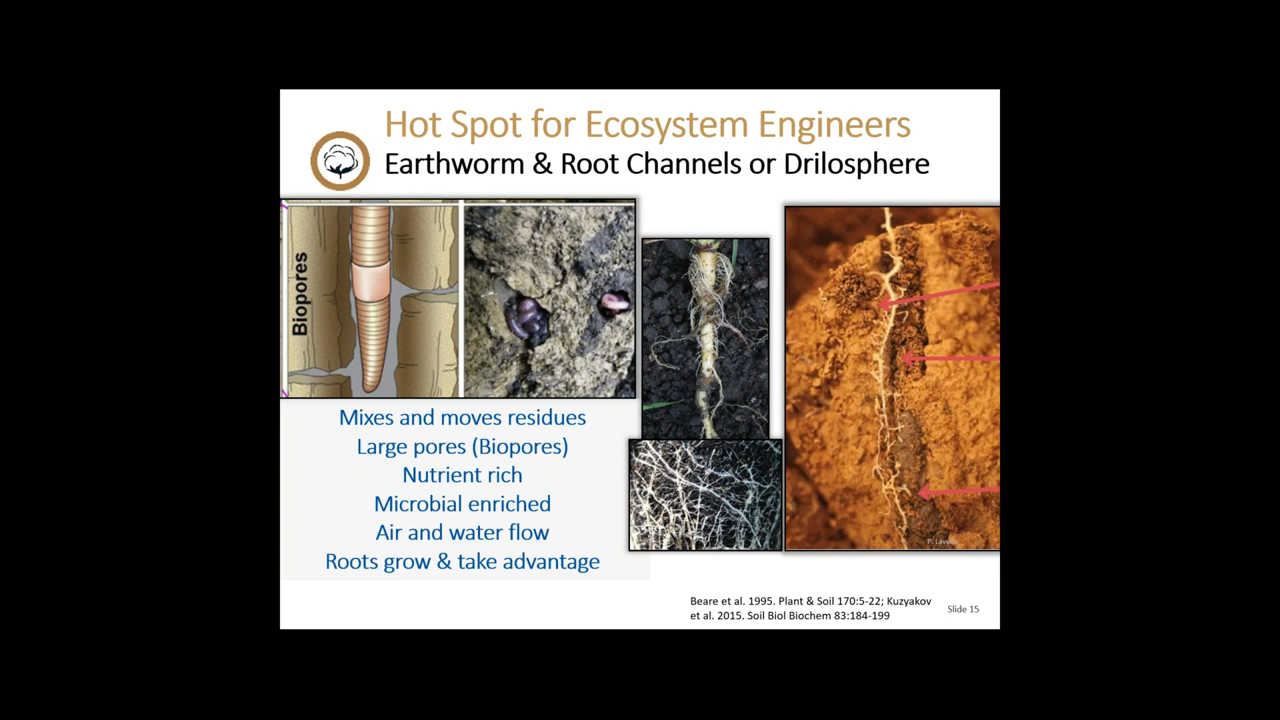 Hot Spot for Ecosystem Engineers
Earthworm & Root Channels or Drilosphere
Biopores
Mixes and moves residues
Large pores (Biopores)
Nutrient rich
Microbial enriched
Air and water flow
Roots grow & take advantage
Beare et al. 1995. Plant & Soil 170:5-22; Kuzyakov
et al. 2015. Soil Biol Biochem 83:184-199
Slide 15